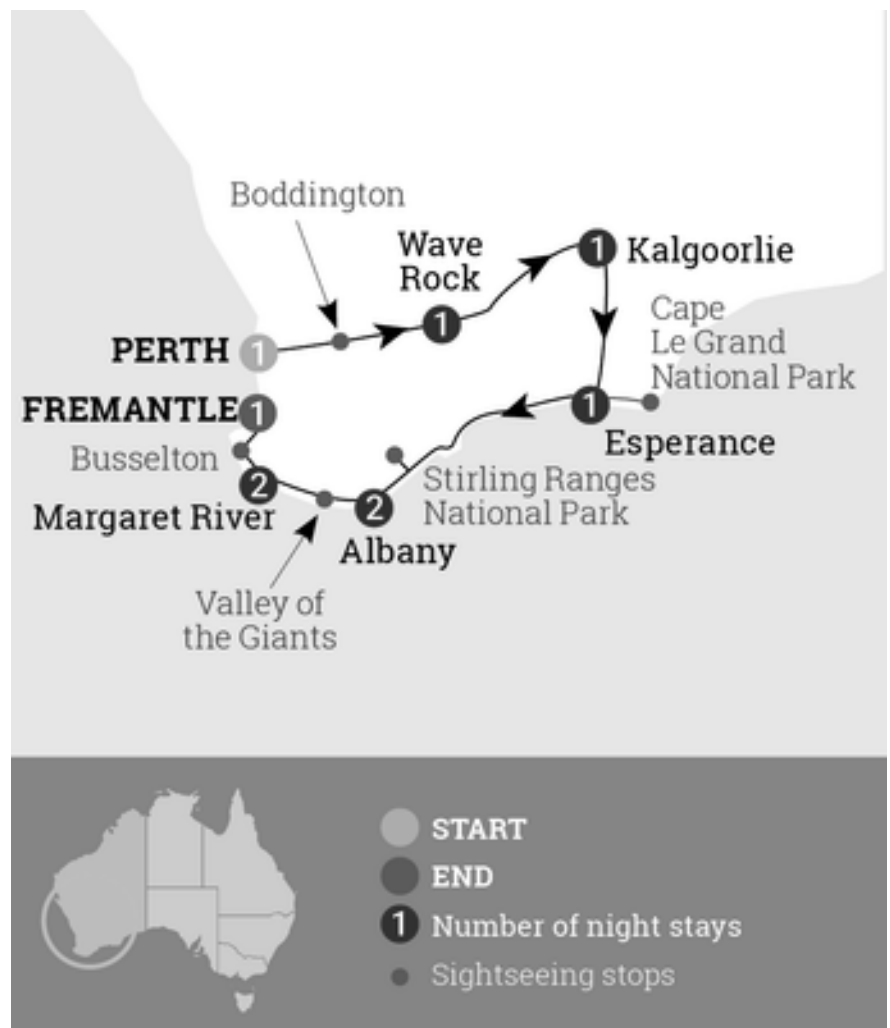 Boddington
Wave
Rock
1
Kalgoorlie
PERTH
1
1
Cape
Le Grand
National Park
FREMANTLE
1
1
Esperance
Busselton
2
Margaret River
Stirling Ranges
National Park
2
Albany
Valley of
the Giants
START
END
1 Number of night stays
Sightseeing stops